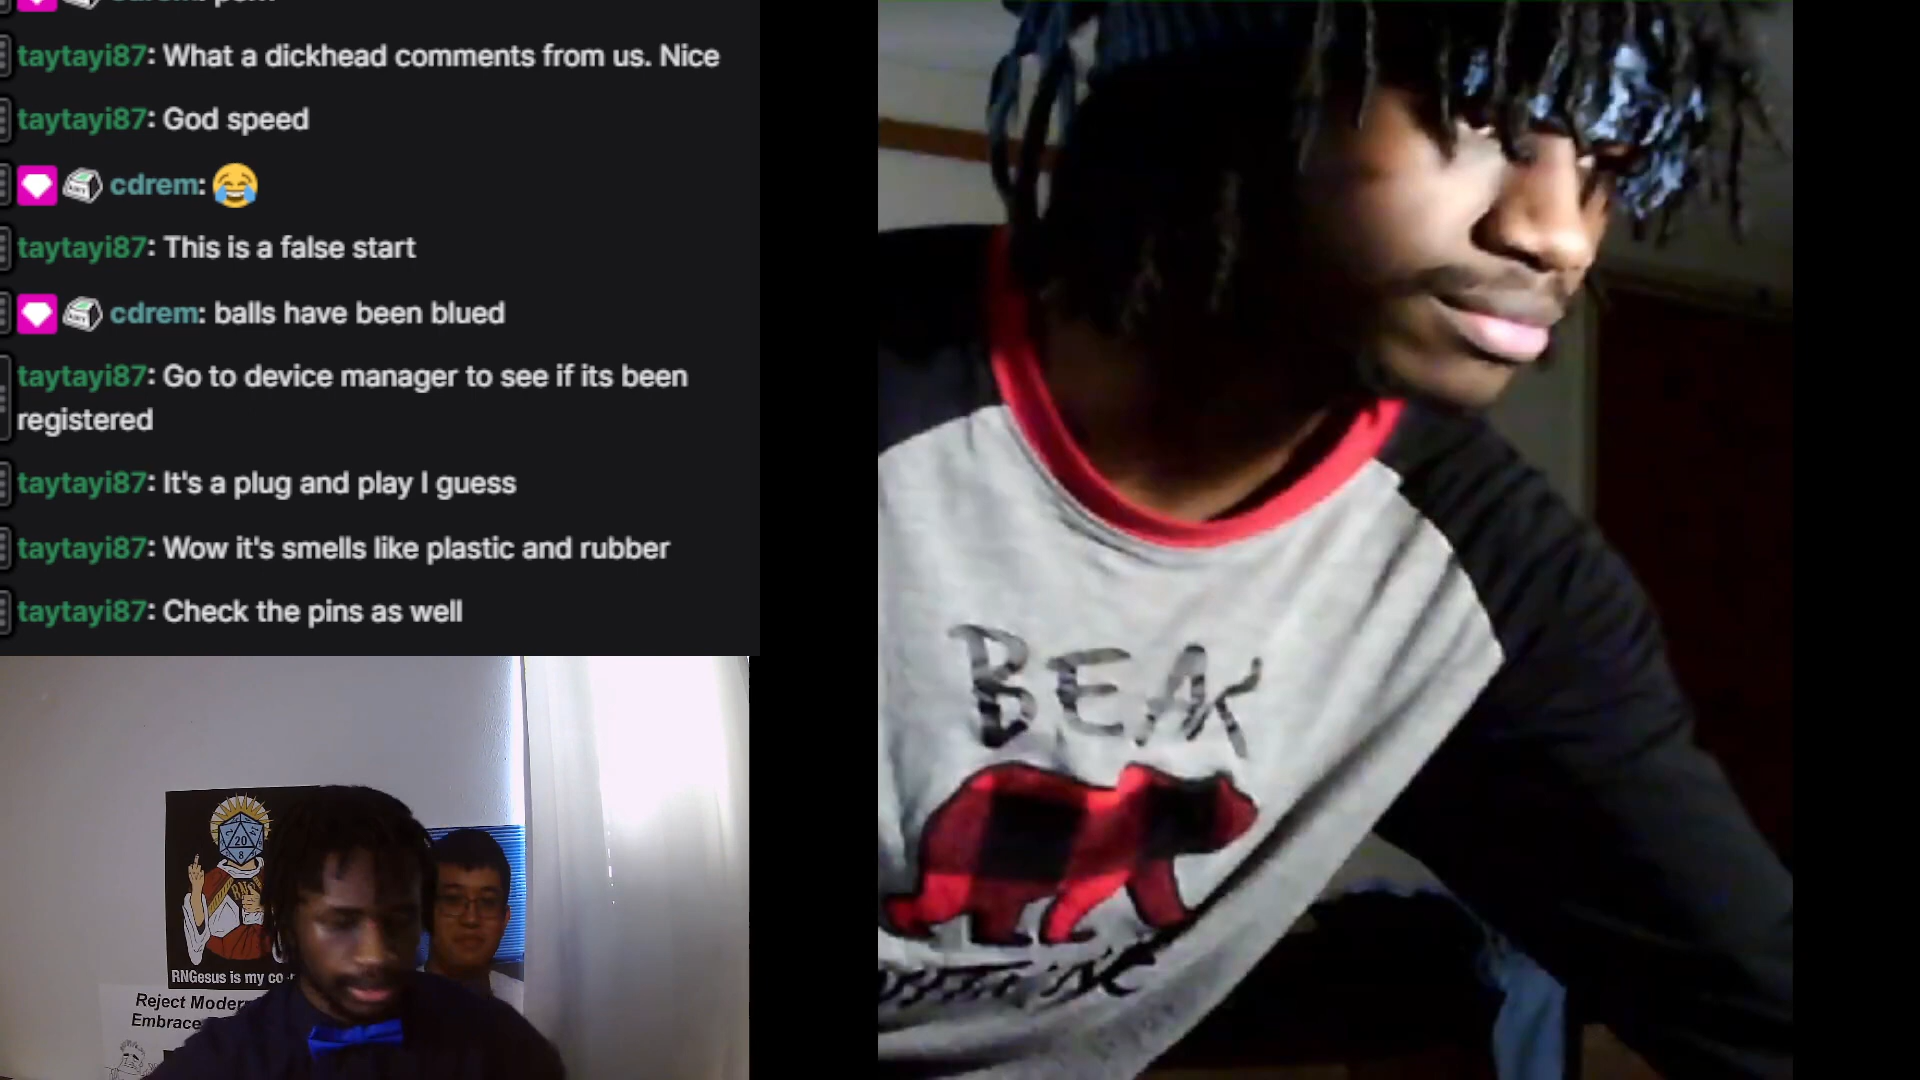 taytayi87: What a dickhead comments from us. Nice
taytayi87: God speed
cdrem: 😂
taytayi87: This is a false start
cdrem: balls have been blued
taytayi87: Go to device manager to see if its been
registered
taytayi87: It's a plug and play I guess
taytayi87: Wow it's smells like plastic and rubber
taytayi87: Check the pins as well
20
8
RNGesus is my co
Reject Moder
Embrace
BEAR